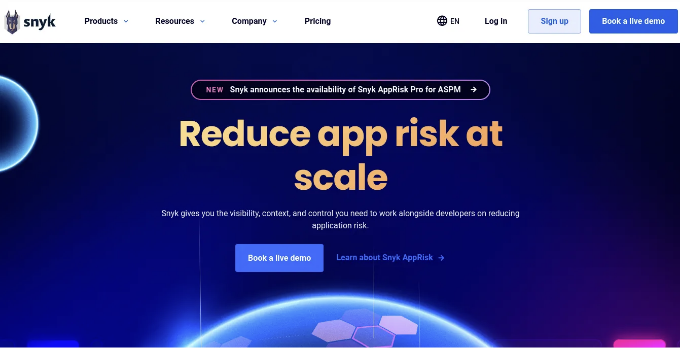 snyk
Products
Resources
Company
Pricing
EN
Log in
Sign up
Book a live demo
NEW Snyk announces the availability of Snyk AppRisk Pro for ASPM
Reduce app risk at
scale
Snyk gives you the visibility, context, and control you need to work alongside developers on reducing
application risk.
Book a live demo
Learn about Snyk AppRisk